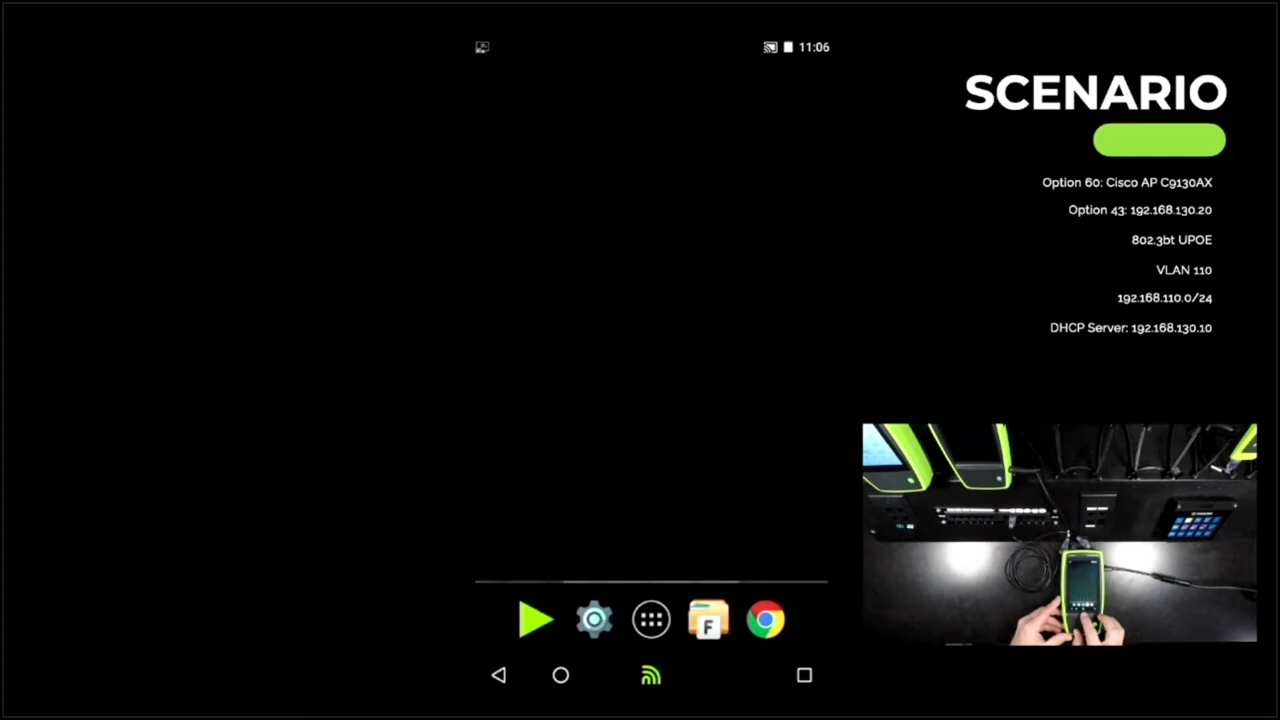 11:06
SCENARIO
Option 60: Cisco AP C9130AX
Option 43: 192.168.130.20
802.3bt UPOE
VLAN 110
192.168.110.0/24
DHCP Server: 192.168.130.10
F